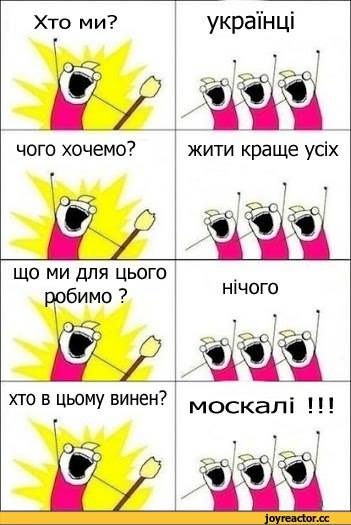 Хто ми?
українці
чого хочемо?
жити краще усіх
що ми для цього
робимо ?
нічого
хто в цьому винен?
москалі !!!
joyreactor.cc